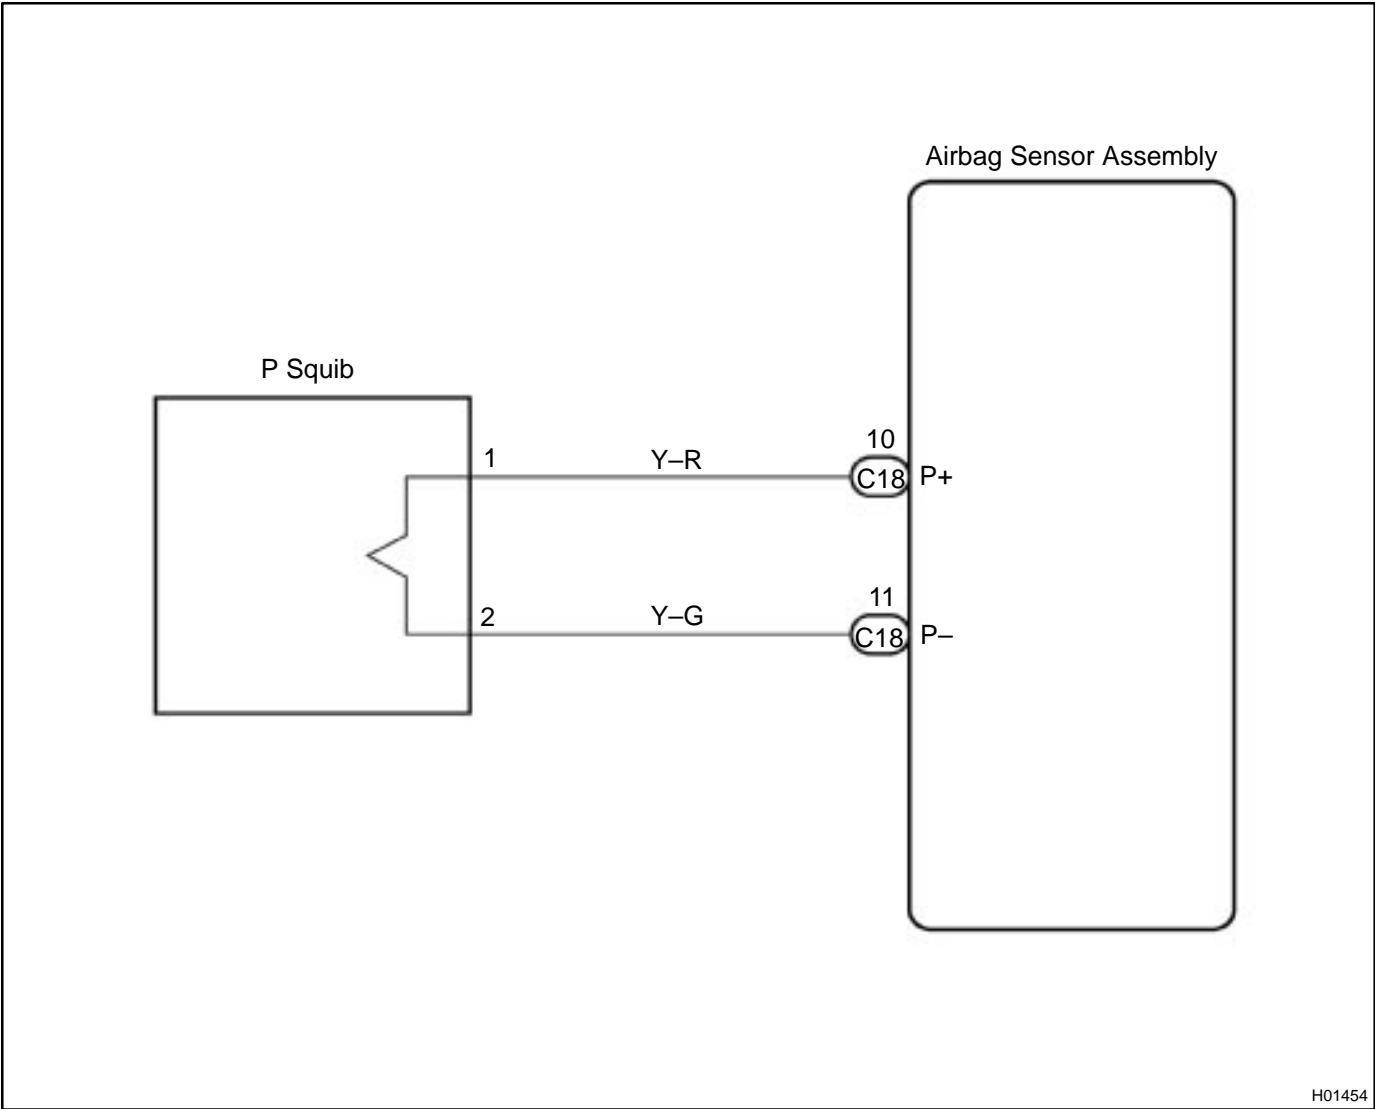 Airbag Sensor Assembly
P Squib
1 Y–R 10 C18 P+
2 Y–G 11 C18 P–
H01454